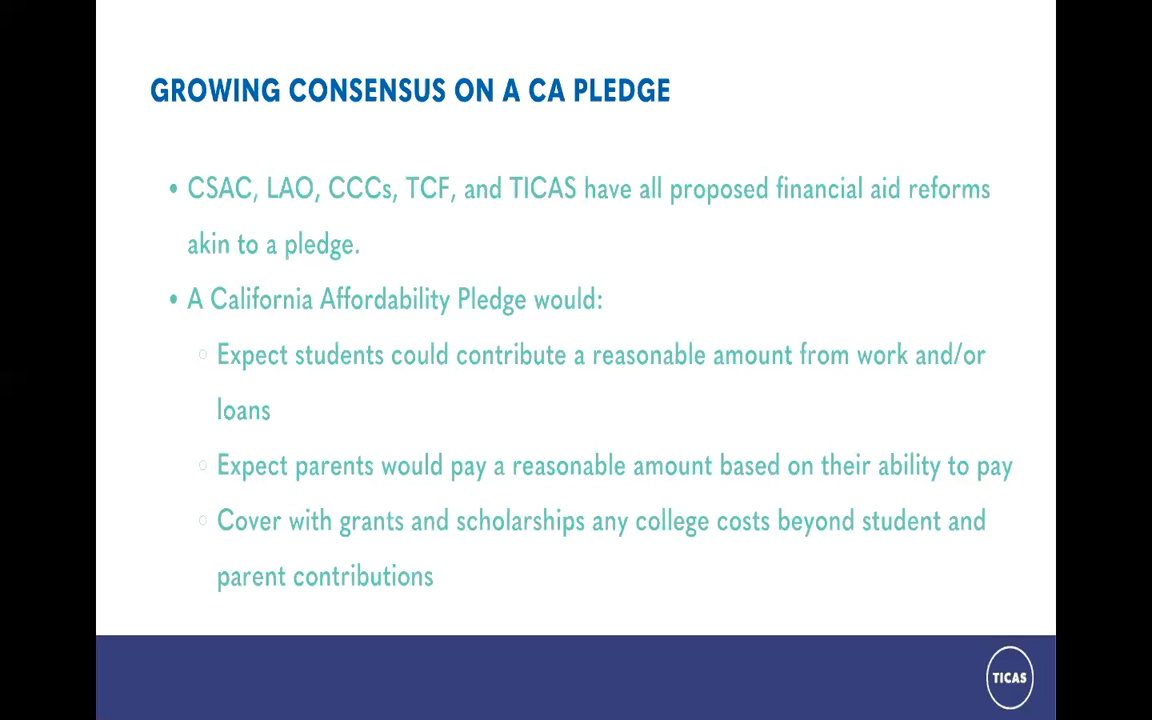 GROWING CONSENSUS ON A CA PLEDGE
• CSAC, LAO, CCCs, TCF, and TICAS have all proposed financial aid reforms
akin to a pledge.
• A California Affordability Pledge would:
○ Expect students could contribute a reasonable amount from work and/or
loans
○ Expect parents would pay a reasonable amount based on their ability to pay
○ Cover with grants and scholarships any college costs beyond student and
parent contributions
TICAS